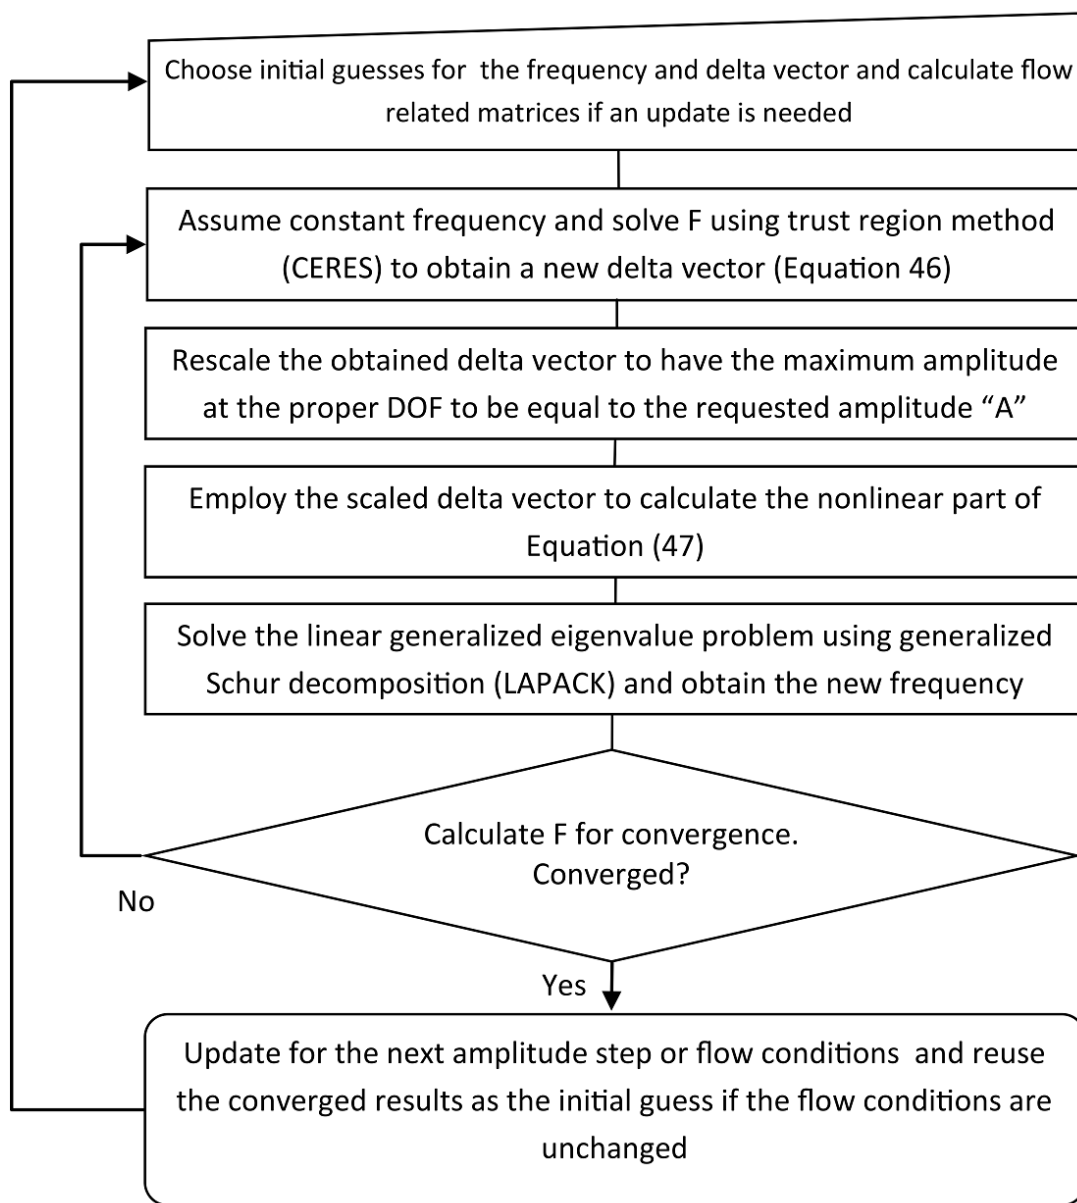 Choose initial guesses for the frequency and delta vector and calculate flow
related matrices if an update is needed
Assume constant frequency and solve F using trust region method
(CERES) to obtain a new delta vector (Equation 46)
Rescale the obtained delta vector to have the maximum amplitude
at the proper DOF to be equal to the requested amplitude “A”
Employ the scaled delta vector to calculate the nonlinear part of
Equation (47)
Solve the linear generalized eigenvalue problem using generalized
Schur decomposition (LAPACK) and obtain the new frequency
Calculate F for convergence.
Converged?
No
Yes
Update for the next amplitude step or flow conditions and reuse
the converged results as the initial guess if the flow conditions are
unchanged